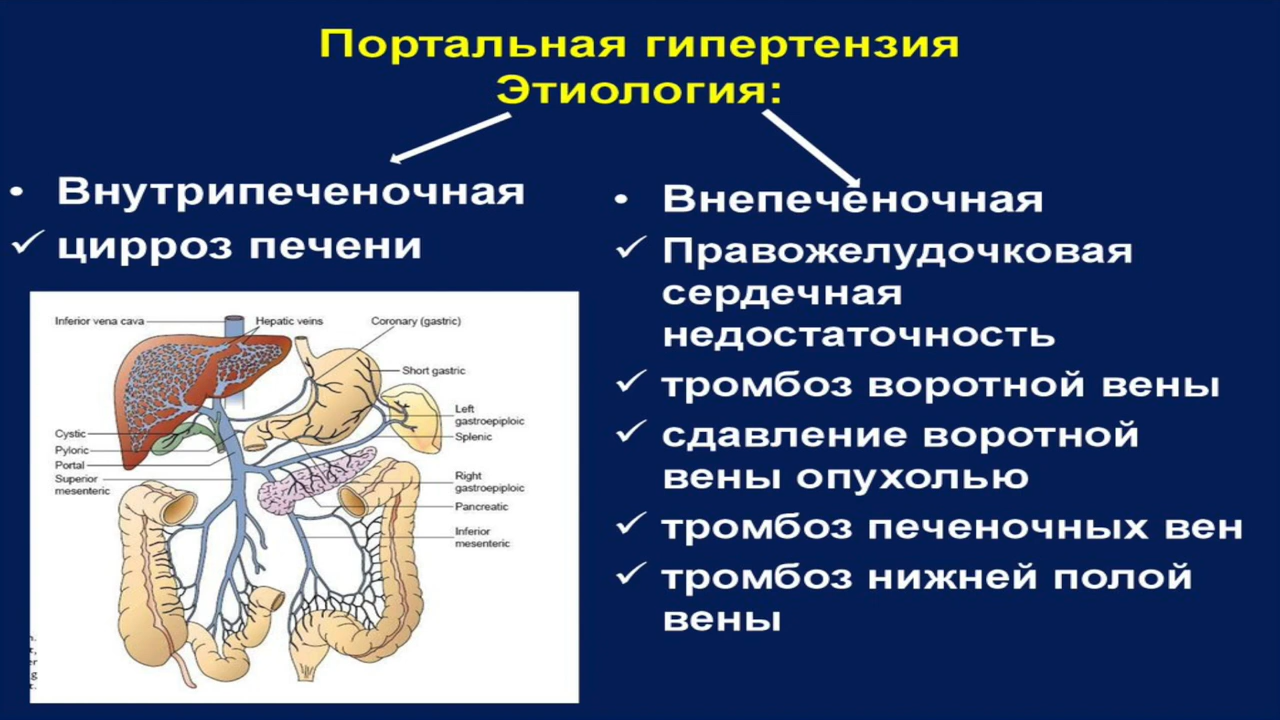 Портальная гипертензия
Этиология:
• Внутрипеченочная
✓ цирроз печени
Inferior vena cava
Hepatic veins
Coronary (gastric)
Short gastric
Left
gastroepiploic
Splenic
Cystic
Pyloric
Portal
Superior
mesenteric
Right
gastroepiploic
Pancreatic
Inferior
mesenteric
• Внепеченочная
✓ Правожелудочковая
сердечная
недостаточность
✓ тромбоз воротной вены
✓ сдавление воротной
вены опухолью
✓ тромбоз печеночных вен
✓ тромбоз нижней полой
вены